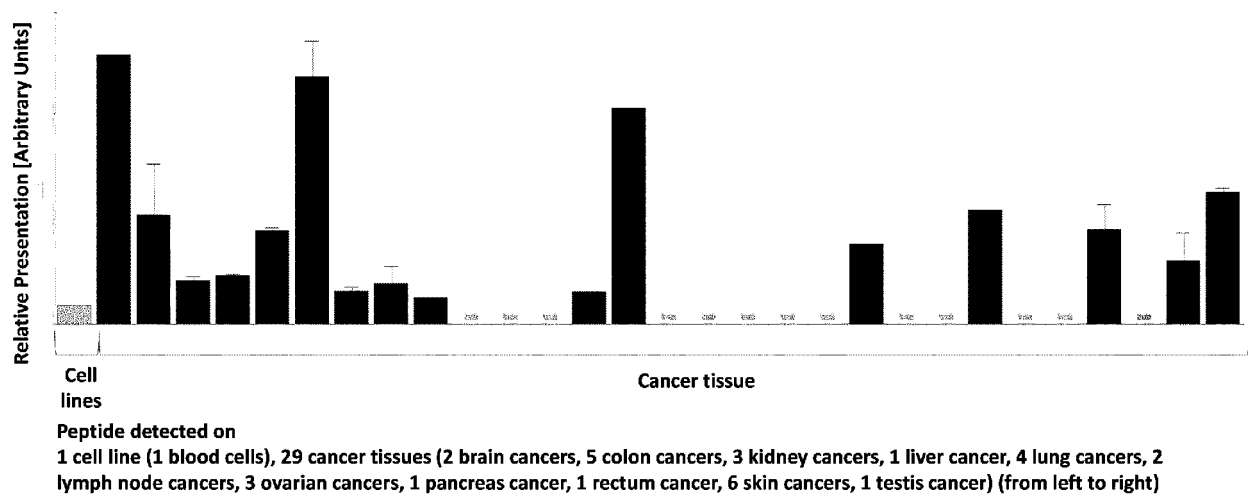 Relative Presentation [Arbitrary Units]
Cell
lines
Cancer tissue
Peptide detected on
1 cell line (1 blood cells), 29 cancer tissues (2 brain cancers, 5 colon cancers, 3 kidney cancers, 1 liver cancer, 4 lung cancers, 2
lymph node cancers, 3 ovarian cancers, 1 pancreas cancer, 1 rectum cancer, 6 skin cancers, 1 testis cancer) (from left to right)